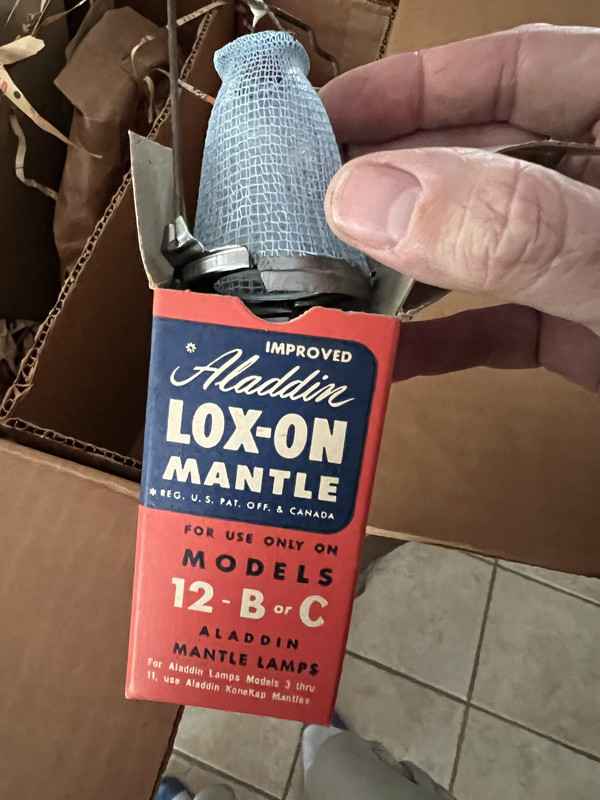 IMPROVED
Aladdin
LOX-ON
MANTLE
*REG. U.S. PAT. OFF. & CANADA
FOR USE ONLY ON
MODELS
12-B or C
ALADDIN
MANTLE LAMPS
For Aladdin Lamps Models 3 thru
11, use Aladdin KoneKap Mantles